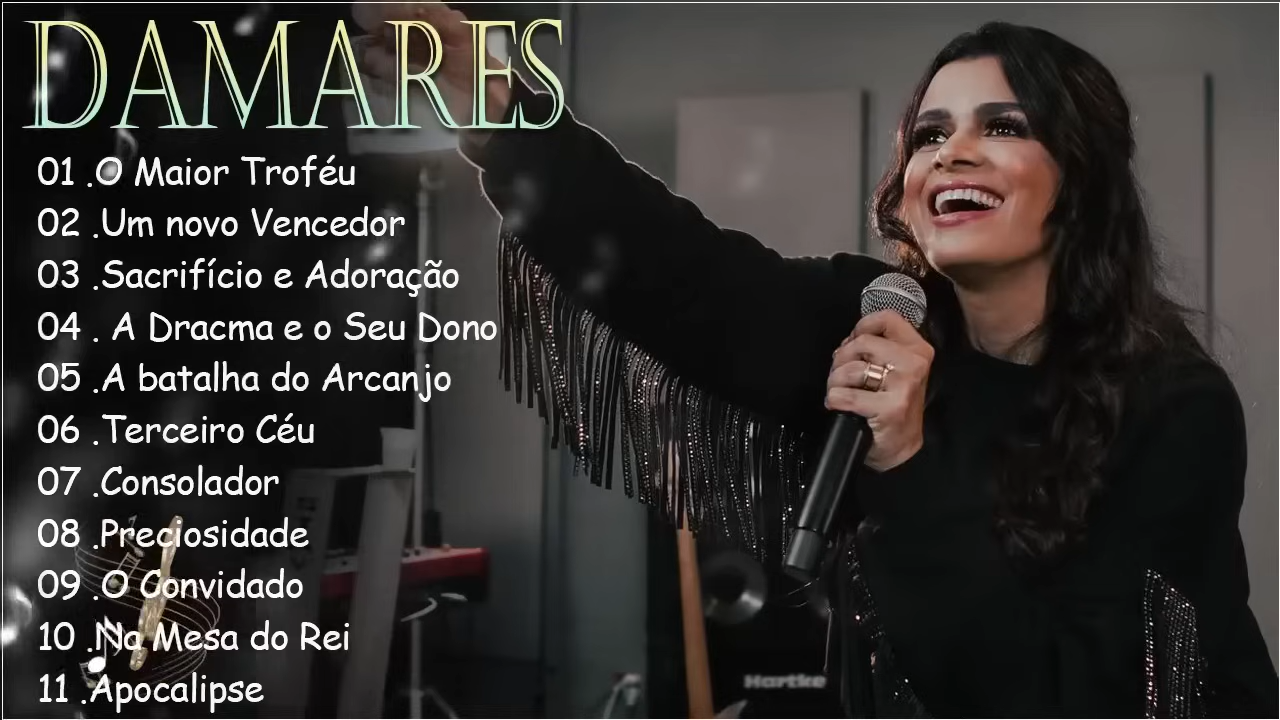 DAMARES
01 .O Maior Troféu
02 .Um novo Vencedor
03 .Sacrifício e Adoração
04 . A Dracma e o Seu Dono
05 .A batalha do Arcanjo
06 .Terceiro Céu
07 .Consolador
08 .Preciosidade
09 .O Convidado
10 .Na Mesa do Rei
11 .Apocalipse
Hartke